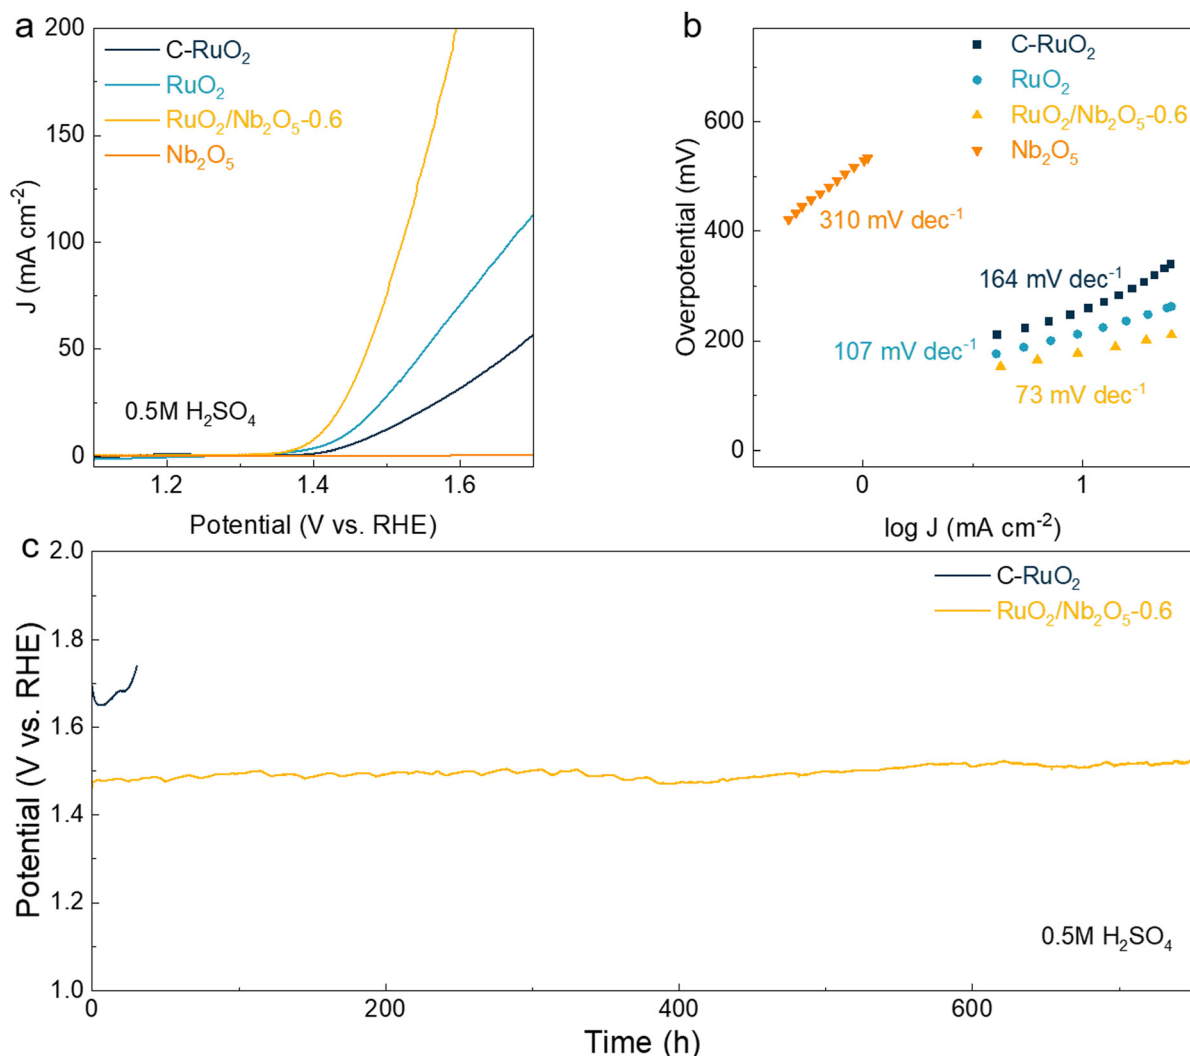 a
200
150
100
50
0
J (mA cm⁻²)
C-RuO₂
RuO₂
RuO₂/Nb₂O₅-0.6
Nb₂O₅
0.5M H₂SO₄
1.2 1.4 1.6
Potential (V vs. RHE)
b
600
400
200
0
Overpotential (mV)
C-RuO₂
RuO₂
RuO₂/Nb₂O₅-0.6
Nb₂O₅
310 mV dec⁻¹
164 mV dec⁻¹
107 mV dec⁻¹
73 mV dec⁻¹
0 1
log J (mA cm⁻²)
c
2.0
1.8
1.6
1.4
1.2
1.0
Potential (V vs. RHE)
C-RuO₂
RuO₂/Nb₂O₅-0.6
0.5M H₂SO₄
0 200 400 600
Time (h)